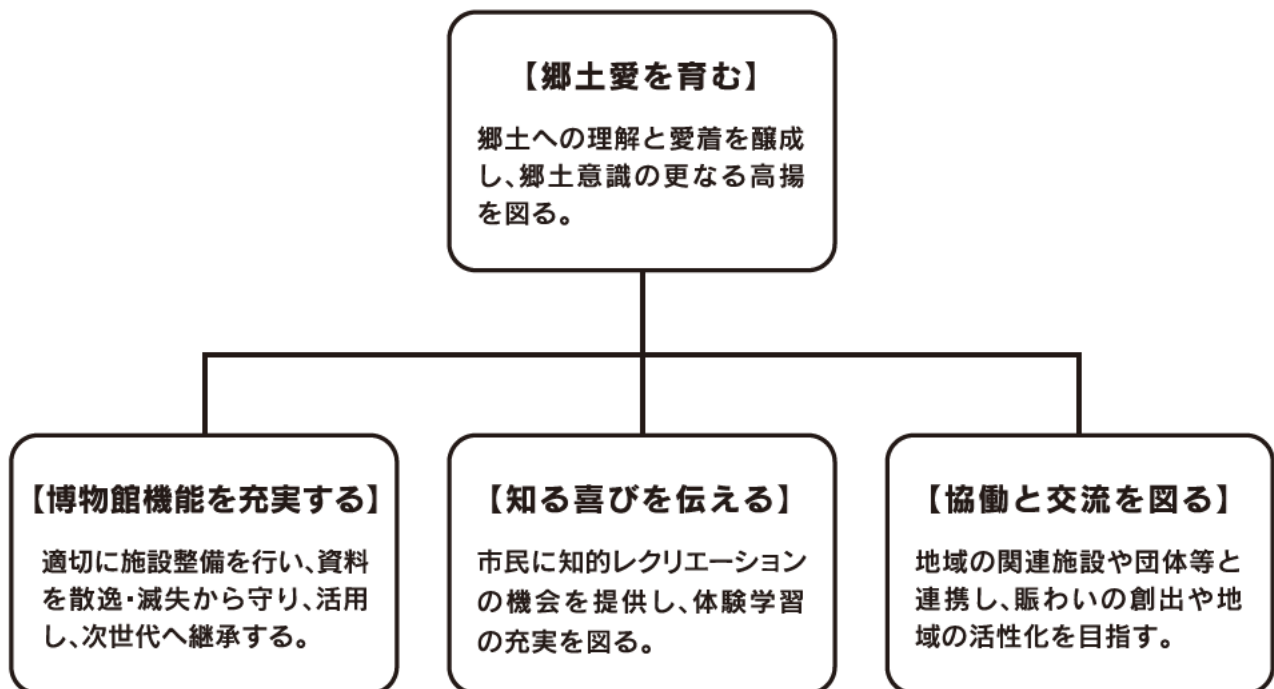 【郷土愛を育む】
郷土への理解と愛着を醸成
し、郷土意識の更なる高揚
を図る。
【博物館機能を充実する】
適切に施設整備を行い、資料
を散逸・滅失から守り、活用
し、次世代へ継承する。
【知る喜びを伝える】
市民に知的レクリエーション
の機会を提供し、体験学習
の充実を図る。
【協働と交流を図る】
地域の関連施設や団体等と
連携し、賑わいの創出や地
域の活性化を目指す。